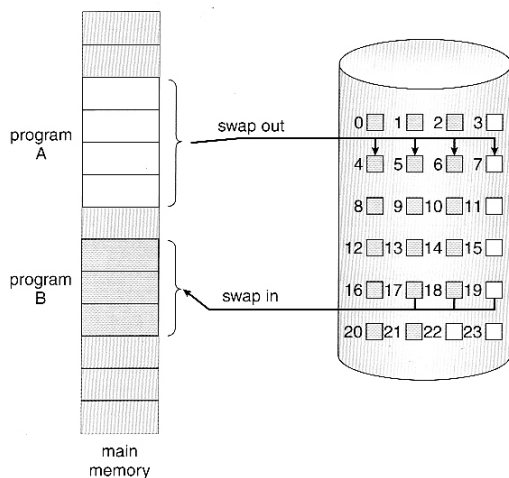 program
A
swap out
0 1 2 3
4 5 6 7
8 9 10 11
12 13 14 15
program
B
swap in
16 17 18 19
20 21 22 23
main
memory